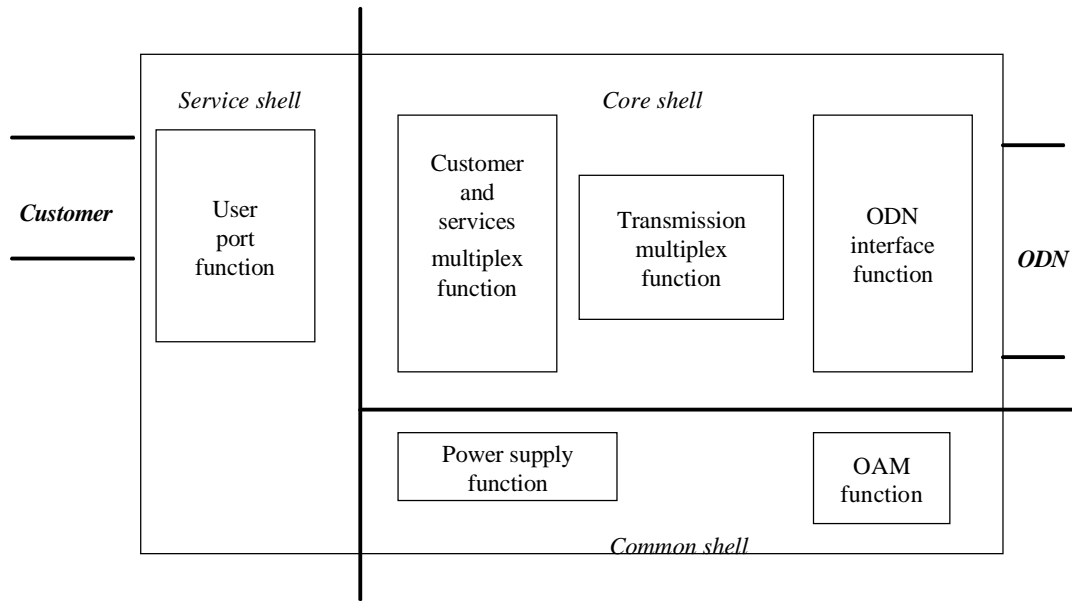 Service shell
Core shell
Customer
User
port
function
Customer
and
services
multiplex
function
Transmission
multiplex
function
ODN
interface
function
ODN
Power supply
function
OAM
function
Common shell